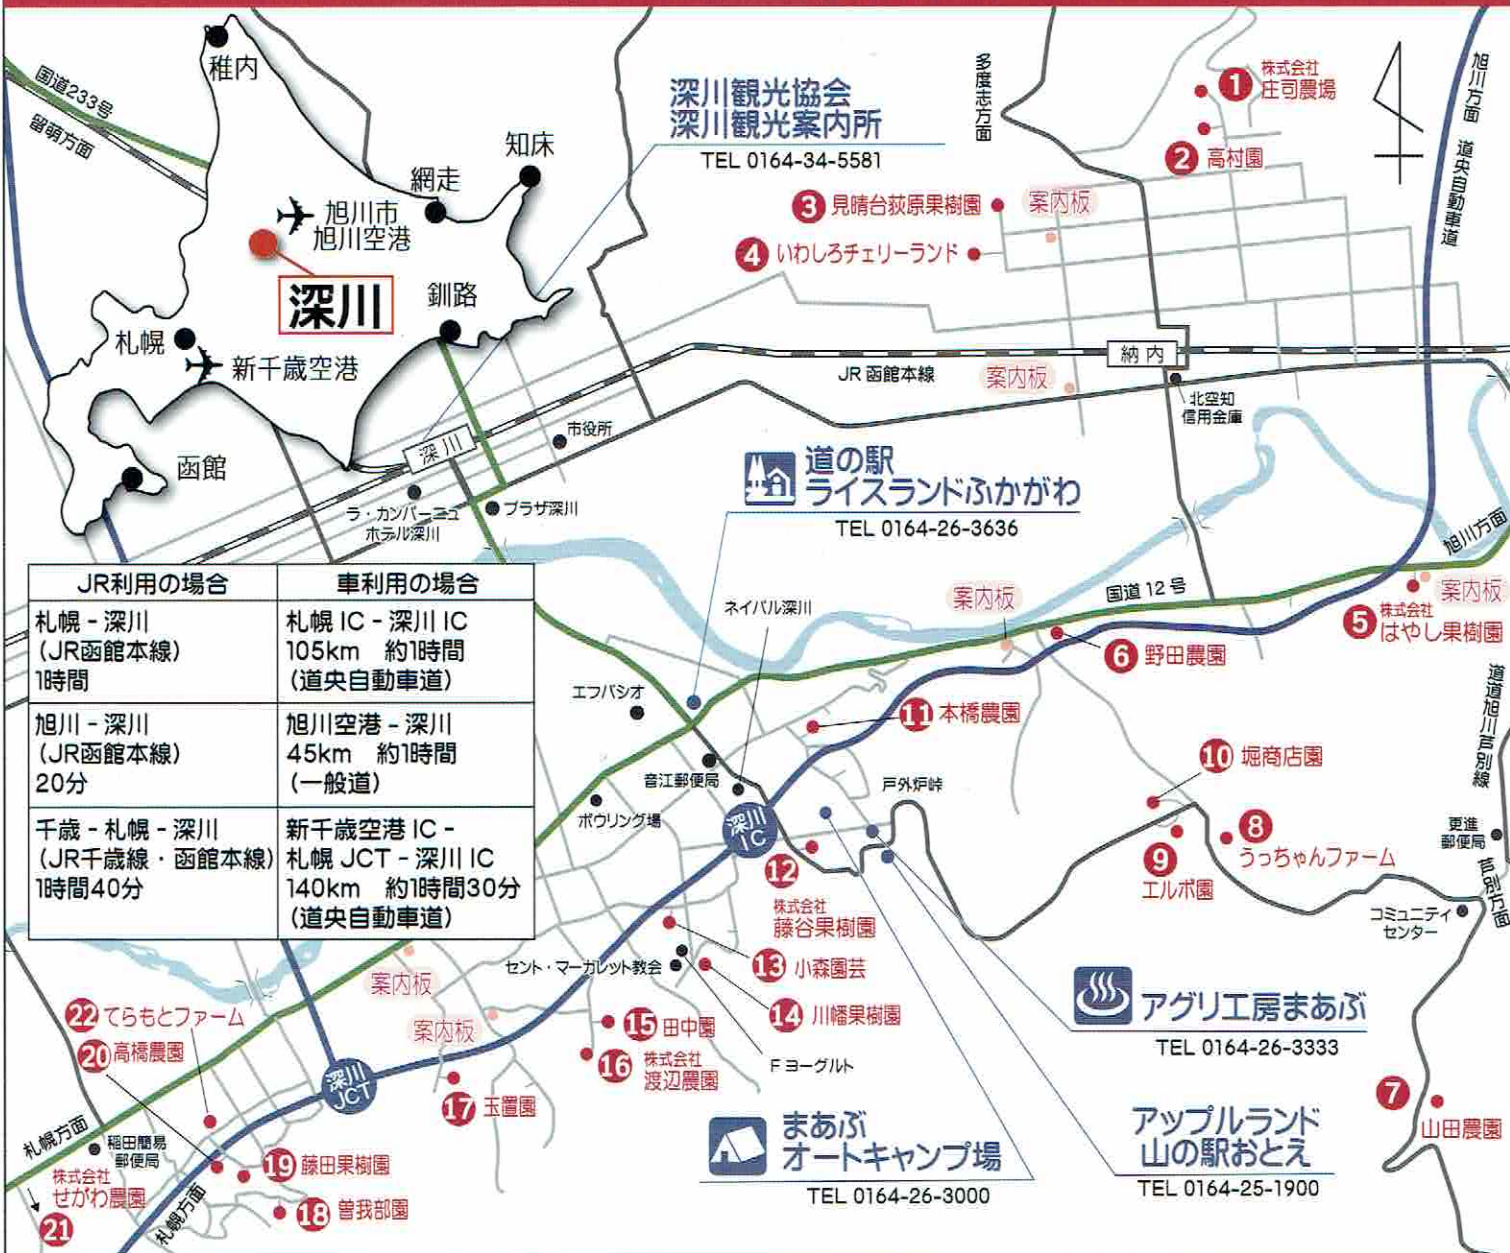 稚内
国道233号
留萌方面
知床
網走
旭川市
旭川空港
深川
釧路
札幌
新千歳空港
函館
深川観光協会
深川観光案内所
TEL 0164-34-5581
多度志方面
旭川方面
道央自動車道
1 株式会社
庄司農場
2 高村園
3 見晴台荻原果樹園
案内板
4 いわしろチェリーランド
納内
JR函館本線
案内板
北空知
信用金庫
深川
市役所
ラ・カンパーニュ
ホテル深川
プラザ深川
道の駅
ライスランドふかがわ
TEL 0164-26-3636
JR利用の場合
車利用の場合
札幌 - 深川
(JR函館本線)
1時間
札幌 IC - 深川 IC
105km 約1時間
(道央自動車道)
旭川 - 深川
(JR函館本線)
20分
旭川空港 - 深川
45km 約1時間
(一般道)
千歳 - 札幌 - 深川
(JR千歳線・函館本線)
1時間40分
新千歳空港 IC -
札幌 JCT - 深川 IC
140km 約1時間30分
(道央自動車道)
ネイパル深川
案内板
国道12号
旭川方面
案内板
5 株式会社
はやし果樹園
6 野田農園
エフパシオ
11 本橋農園
道道旭川芦別線
音江郵便局
戸外炉峠
10 堀商店園
ボウリング場
深川
IC
8
うっちゃんファーム
更進
郵便局
9
エルポ園
芦別方面
12
株式会社
藤谷果樹園
コミュニティ
センター
セント・マーガレット教会
13 小森園芸
14 川幡果樹園
案内板
案内板
22 てらもとファーム
20 高橋農園
15 田中園
16 株式会社
渡辺農園
Fヨーグルト
アグリ工房まあぶ
TEL 0164-26-3333
深川
JCT
17 玉置園
7
山田農園
まあぶ
オートキャンプ場
TEL 0164-26-3000
アップルランド
山の駅おとえ
TEL 0164-25-1900
札幌方面
稲田簡易
郵便局
19 藤田果樹園
株式会社
せがわ農園
21
札幌方面
18 曽我部園